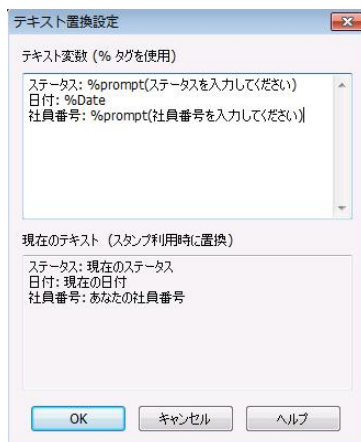 テキスト置換設定
テキスト変数 (% タグを使用)
ステータス: %prompt(ステータスを入力してください)
日付: %Date
社員番号: %prompt(社員番号を入力してください)
現在のテキスト (スタンプ利用時に置換)
ステータス: 現在のステータス
日付: 現在の日付
社員番号: あなたの社員番号
OK
キャンセル
ヘルプ